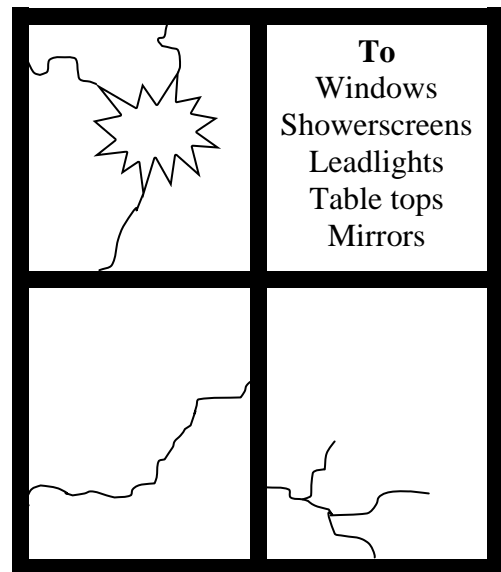 To
Windows
Showerscreens
Leadlights
Table tops
Mirrors